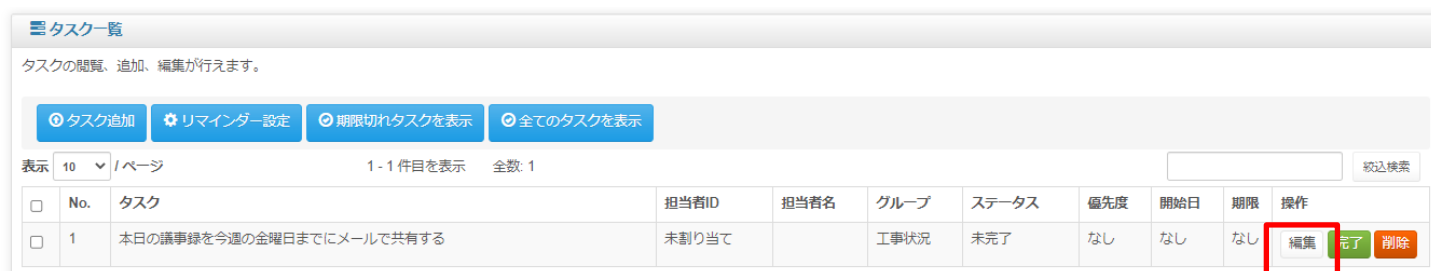 タスク一覧
タスクの閲覧、追加、編集が行えます。
タスク追加 リマインダー設定 期限切れタスクを表示 全てのタスクを表示
表示 10 / ページ 1 - 1 件目を表示 全数: 1 絞込検索
No. タスク 担当者ID 担当者名 グループ ステータス 優先度 開始日 期限 操作
1 本日の議事録を今週の金曜日までにメールで共有する 未割り当て 工事状況 未完了 なし なし なし 編集 完了 削除